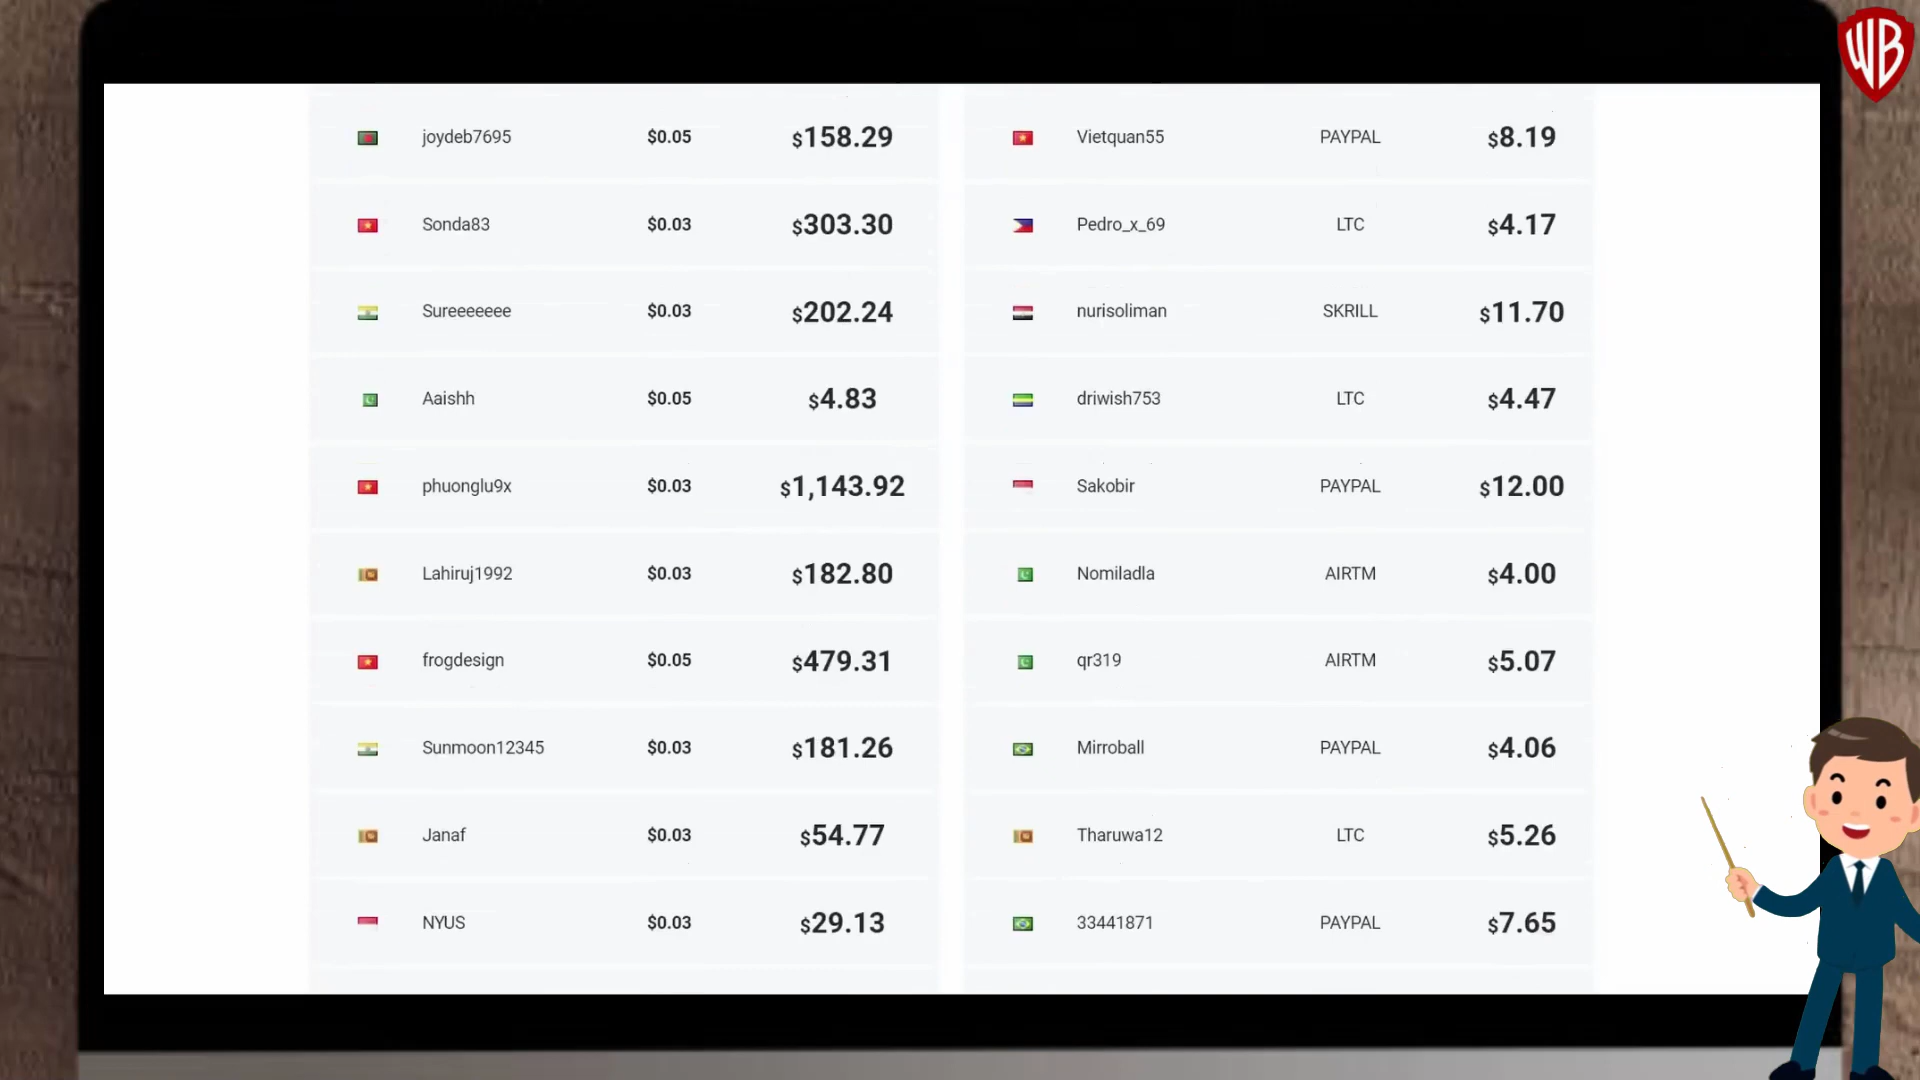 joydeb7695 $0.05 $158.29
Sonda83 $0.03 $303.30
Sureeeeeee $0.03 $202.24
Aaishh $0.05 $4.83
phuonglu9x $0.03 $1,143.92
Lahiruj1992 $0.03 $182.80
frogdesign $0.05 $479.31
Sunmoon12345 $0.03 $181.26
Janaf $0.03 $54.77
NYUS $0.03 $29.13
Vietquan55 PAYPAL $8.19
Pedro_x_69 LTC $4.17
nurisoliman SKRILL $11.70
driwish753 LTC $4.47
Sakobir PAYPAL $12.00
Nomiladla AIRTM $4.00
qr319 AIRTM $5.07
Mirroball PAYPAL $4.06
Tharuwa12 LTC $5.26
33441871 PAYPAL $7.65
WB